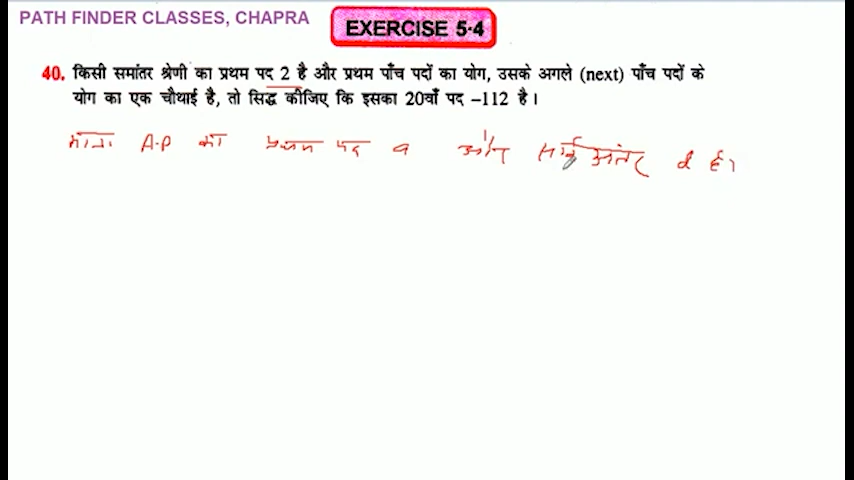 PATH FINDER CLASSES, CHAPRA
EXERCISE 5·4
40. किसी समांतर श्रेणी का प्रथम पद 2 है और प्रथम पाँच पदों का योग, उसके अगले (next) पाँच पदों के
योग का एक चौथाई है, तो सिद्ध कीजिए कि इसका 20वाँ पद –112 है।
माना A.P का प्रथम पद a और सार्व अंतर d है।